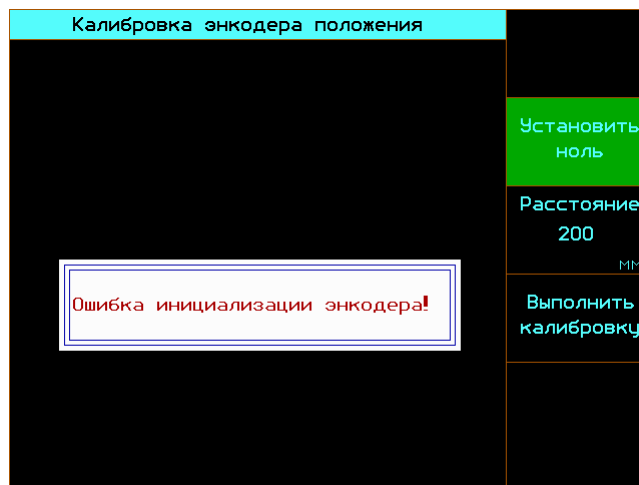 Калибровка энкодера положения
Установить
ноль
Расстояние
200
мм
Ошибка инициализации энкодера!
Выполнить
калибровку